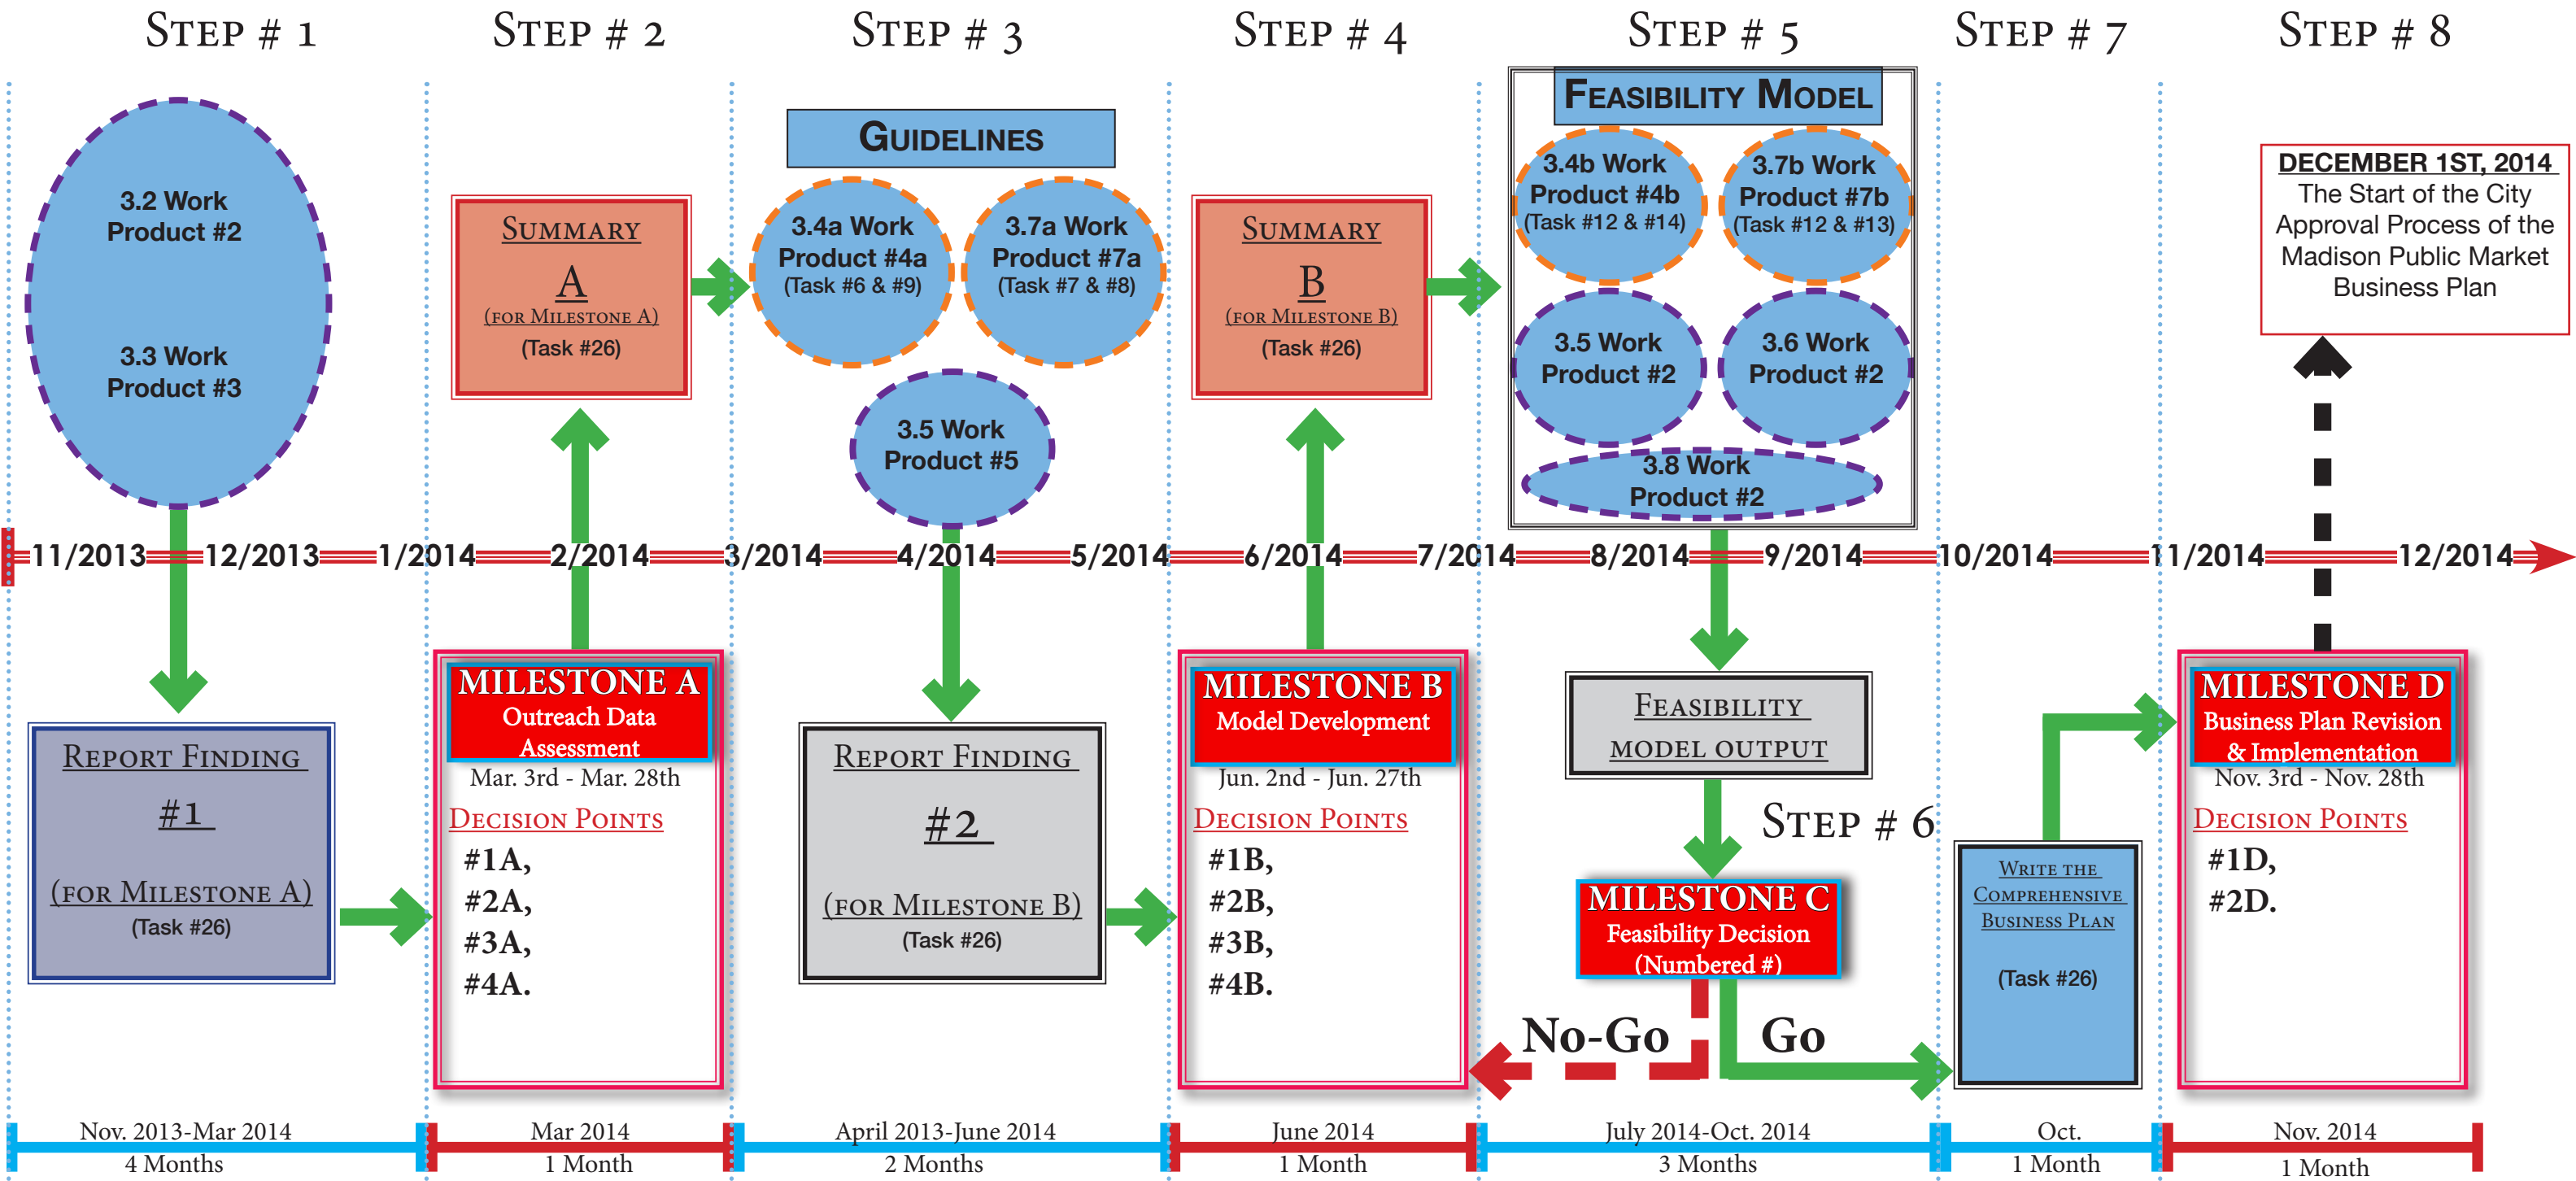 STEP # 1
STEP # 2
STEP # 3
STEP # 4
STEP # 5
STEP # 7
STEP # 8
3.2 Work
Product #2
3.3 Work
Product #3
SUMMARY
A
(FOR MILESTONE A)
(Task #26)
GUIDELINES
3.4a Work
Product #4a
(Task #6 & #9)
3.7a Work
Product #7a
(Task #7 & #8)
3.5 Work
Product #5
SUMMARY
B
(FOR MILESTONE B)
(Task #26)
FEASIBILITY MODEL
3.4b Work
Product #4b
(Task #12 & #14)
3.7b Work
Product #7b
(Task #12 & #13)
3.5 Work
Product #2
3.6 Work
Product #2
3.8 Work
Product #2
DECEMBER 1ST, 2014
The Start of the City
Approval Process of the
Madison Public Market
Business Plan
11/2013 12/2013 1/2014 2/2014 3/2014 4/2014 5/2014 6/2014 7/2014 8/2014 9/2014 10/2014 11/2014 12/2014
REPORT FINDING
#1
(FOR MILESTONE A)
(Task #26)
MILESTONE A
Outreach Data
Assessment
Mar. 3rd - Mar. 28th
DECISION POINTS
#1A,
#2A,
#3A,
#4A.
REPORT FINDING
#2
(FOR MILESTONE B)
(Task #26)
MILESTONE B
Model Development
Jun. 2nd - Jun. 27th
DECISION POINTS
#1B,
#2B,
#3B,
#4B.
FEASIBILITY
MODEL OUTPUT
STEP # 6
MILESTONE C
Feasibility Decision
(Numbered #)
No-Go
Go
WRITE THE
COMPREHENSIVE
BUSINESS PLAN
(Task #26)
MILESTONE D
Business Plan Revision
& Implementation
Nov. 3rd - Nov. 28th
DECISION POINTS
#1D,
#2D.
Nov. 2013-Mar 2014
4 Months
Mar 2014
1 Month
April 2013-June 2014
2 Months
June 2014
1 Month
July 2014-Oct. 2014
3 Months
Oct.
1 Month
Nov. 2014
1 Month